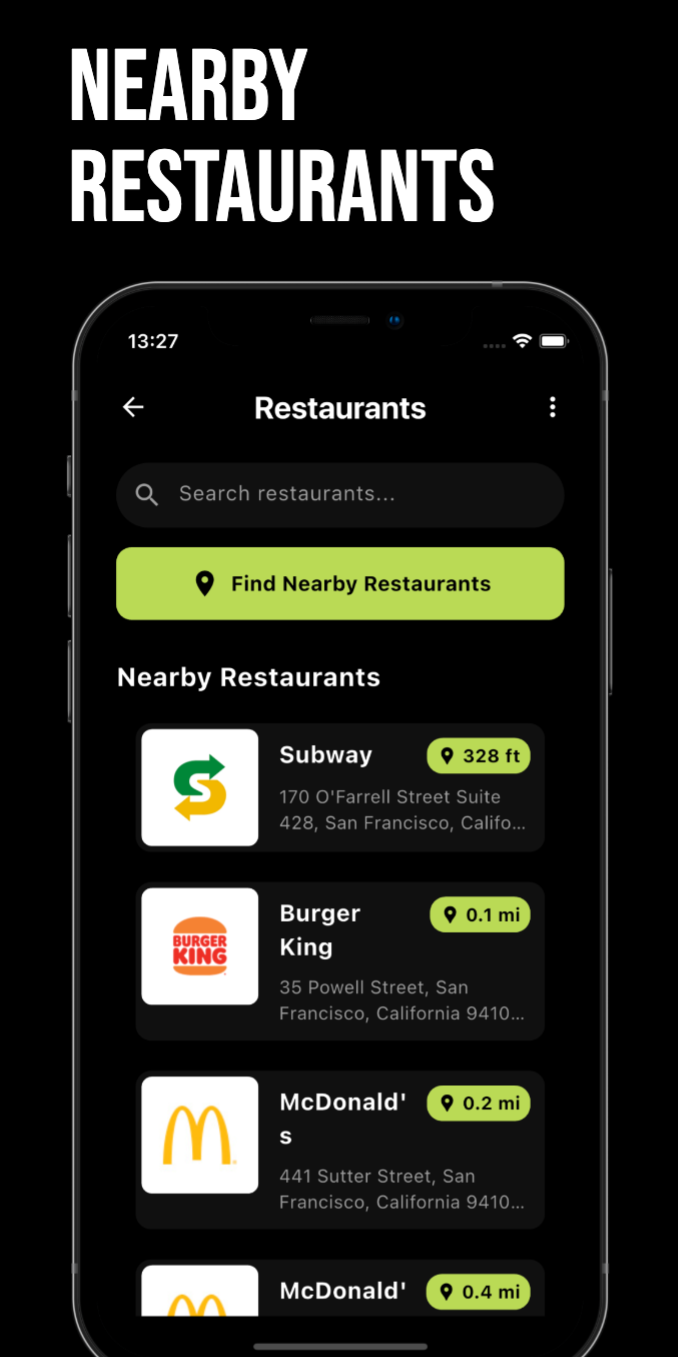 NEARBY
RESTAURANTS
13:27
Restaurants
Search restaurants...
Find Nearby Restaurants
Nearby Restaurants
Subway
328 ft
170 O'Farrell Street Suite
428, San Francisco, Califo...
BURGER
KING
Burger
King
0.1 mi
35 Powell Street, San
Francisco, California 9410...
McDonald'
s
0.2 mi
441 Sutter Street, San
Francisco, California 9410...
McDonald'
0.4 mi